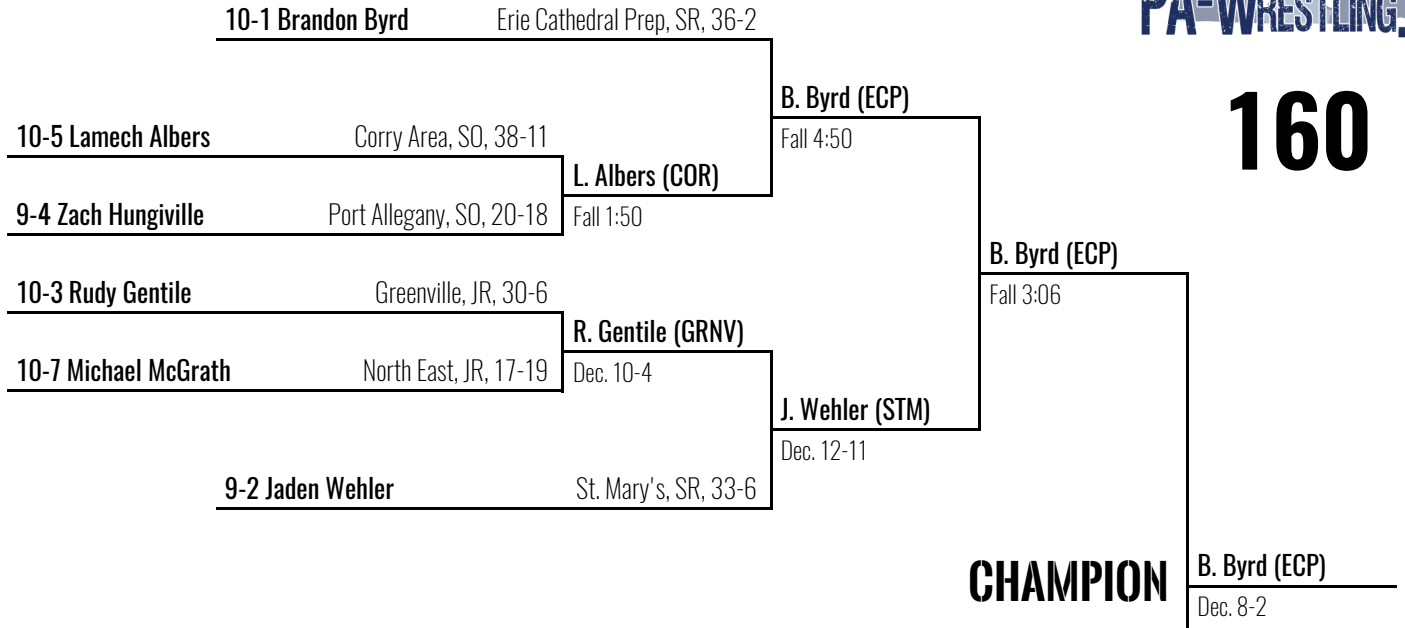 10-1 Brandon Byrd Erie Cathedral Prep, SR, 36-2
PA-WRESTLING.
B. Byrd (ECP)
160
10-5 Lamech Albers Corry Area, SO, 38-11
Fall 4:50
L. Albers (COR)
9-4 Zach Hungiville Port Allegany, SO, 20-18
Fall 1:50
B. Byrd (ECP)
10-3 Rudy Gentile Greenville, JR, 30-6
Fall 3:06
R. Gentile (GRNV)
10-7 Michael McGrath North East, JR, 17-19
Dec. 10-4
J. Wehler (STM)
Dec. 12-11
9-2 Jaden Wehler St. Mary's, SR, 33-6
CHAMPION
B. Byrd (ECP)
Dec. 8-2